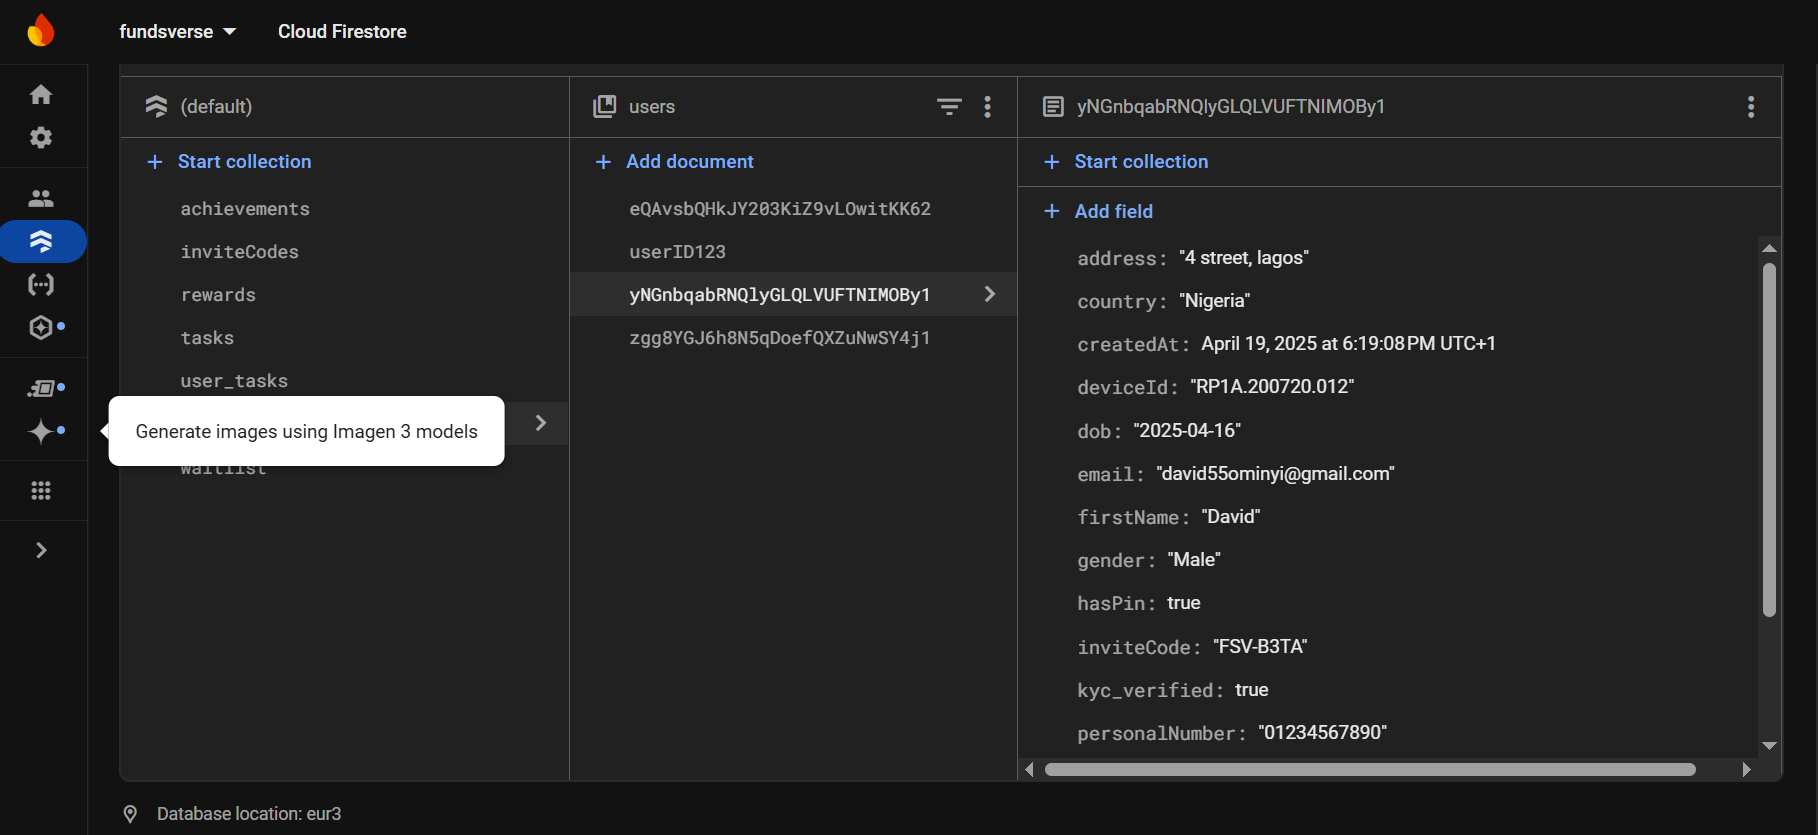 fundsverse
Cloud Firestore
(default)
users
yNGnbqabRNQlyGLQLVUFTNIMOBy1
+ Start collection
+ Add document
+ Start collection
+ Add field
achievements
inviteCodes
rewards
tasks
user_tasks
waitlist
Generate images using Imagen 3 models
eQAvsbQHkJY203KiZ9vLOwitKK62
userID123
yNGnbqabRNQlyGLQLVUFTNIMOBy1
zgg8YGJ6h8N5qDoefQXZuNwSY4j1
address: "4 street, lagos"
country: "Nigeria"
createdAt: April 19, 2025 at 6:19:08 PM UTC+1
deviceId: "RP1A.200720.012"
dob: "2025-04-16"
email: "david55ominyi@gmail.com"
firstName: "David"
gender: "Male"
hasPin: true
inviteCode: "FSV-B3TA"
kyc_verified: true
personalNumber: "01234567890"
Database location: eur3